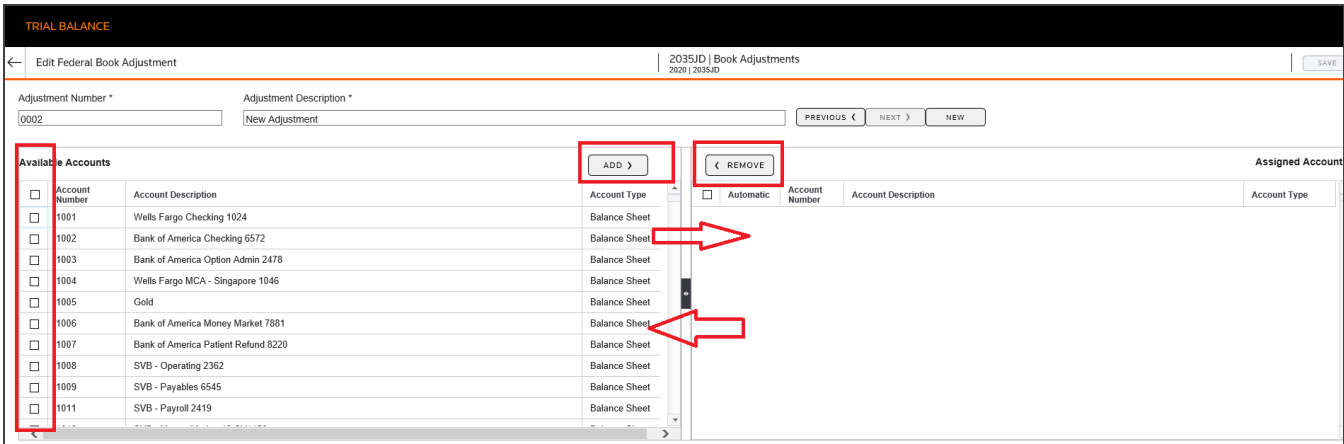 TRIAL BALANCE
Edit Federal Book Adjustment
2035JD | Book Adjustments
2020 | 2035JD
SAVE
Adjustment Number *
Adjustment Description *
0002
New Adjustment
PREVIOUS
NEXT
NEW
Available Accounts
ADD
REMOVE
Assigned Account
Account Number Account Description Account Type
Automatic Account Number Account Description Account Type
1001 Wells Fargo Checking 1024 Balance Sheet
1002 Bank of America Checking 6572 Balance Sheet
1003 Bank of America Option Admin 2478 Balance Sheet
1004 Wells Fargo MCA - Singapore 1046 Balance Sheet
1005 Gold Balance Sheet
1006 Bank of America Money Market 7881 Balance Sheet
1007 Bank of America Patient Refund 8220 Balance Sheet
1008 SVB - Operating 2362 Balance Sheet
1009 SVB - Payables 6545 Balance Sheet
1011 SVB - Payroll 2419 Balance Sheet